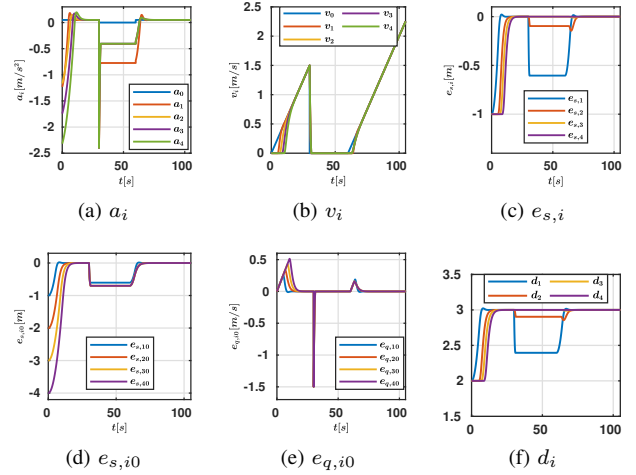 0
-0.5
-1
-1.5
-2
-2.5
0
50
100
a_i[m/s²]
t[s]
a_0
a_1
a_2
a_3
a_4
(a) a_i
2.5
2
1.5
1
0.5
0
0
50
100
v_i[m/s]
t[s]
v_0 v_3
v_1 v_4
v_2
(b) v_i
0.5
0
-0.5
-1
-1.5
0
50
100
e_{s,i}[m]
t[s]
e_{s,1}
e_{s,2}
e_{s,3}
e_{s,4}
(c) e_{s,i}
0
-1
-2
-3
-4
0
50
100
e_{s,i0}[m]
t[s]
e_{s,10}
e_{s,20}
e_{s,30}
e_{s,40}
(d) e_{s,i0}
0.5
0
-0.5
-1
-1.5
0
50
100
e_{q,i0}[m/s]
t[s]
e_{q,10}
e_{q,20}
e_{q,30}
e_{q,40}
(e) e_{q,i0}
3.5
3
2.5
2
1.5
0
50
100
d_1 d_3
d_2 d_4
(f) d_i